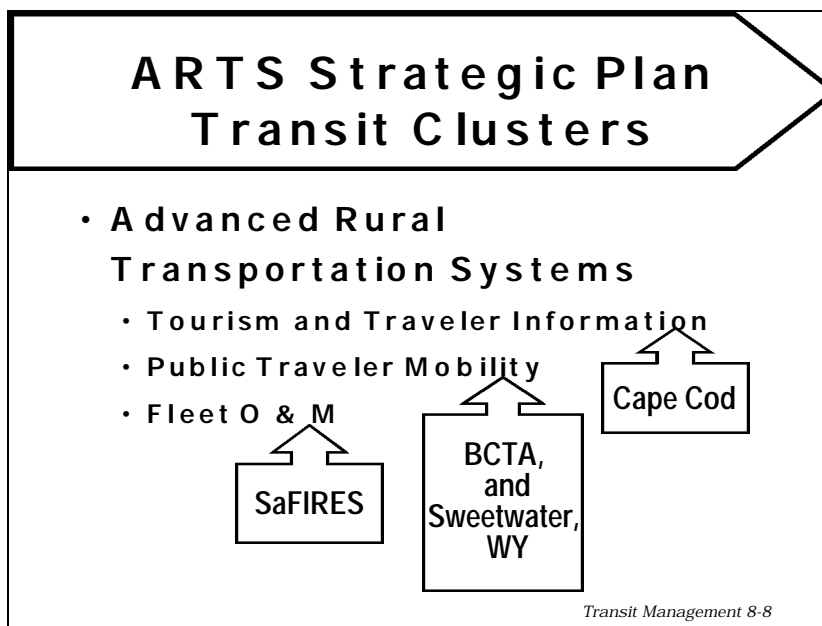 ARTS Strategic Plan
Transit Clusters
• Advanced Rural
Transportation Systems
• Tourism and Traveler Information
• Public Traveler Mobility
• Fleet O & M
Cape Cod
BCTA,
and
Sweetwater,
WY
SaFIRES
Transit Management 8-8